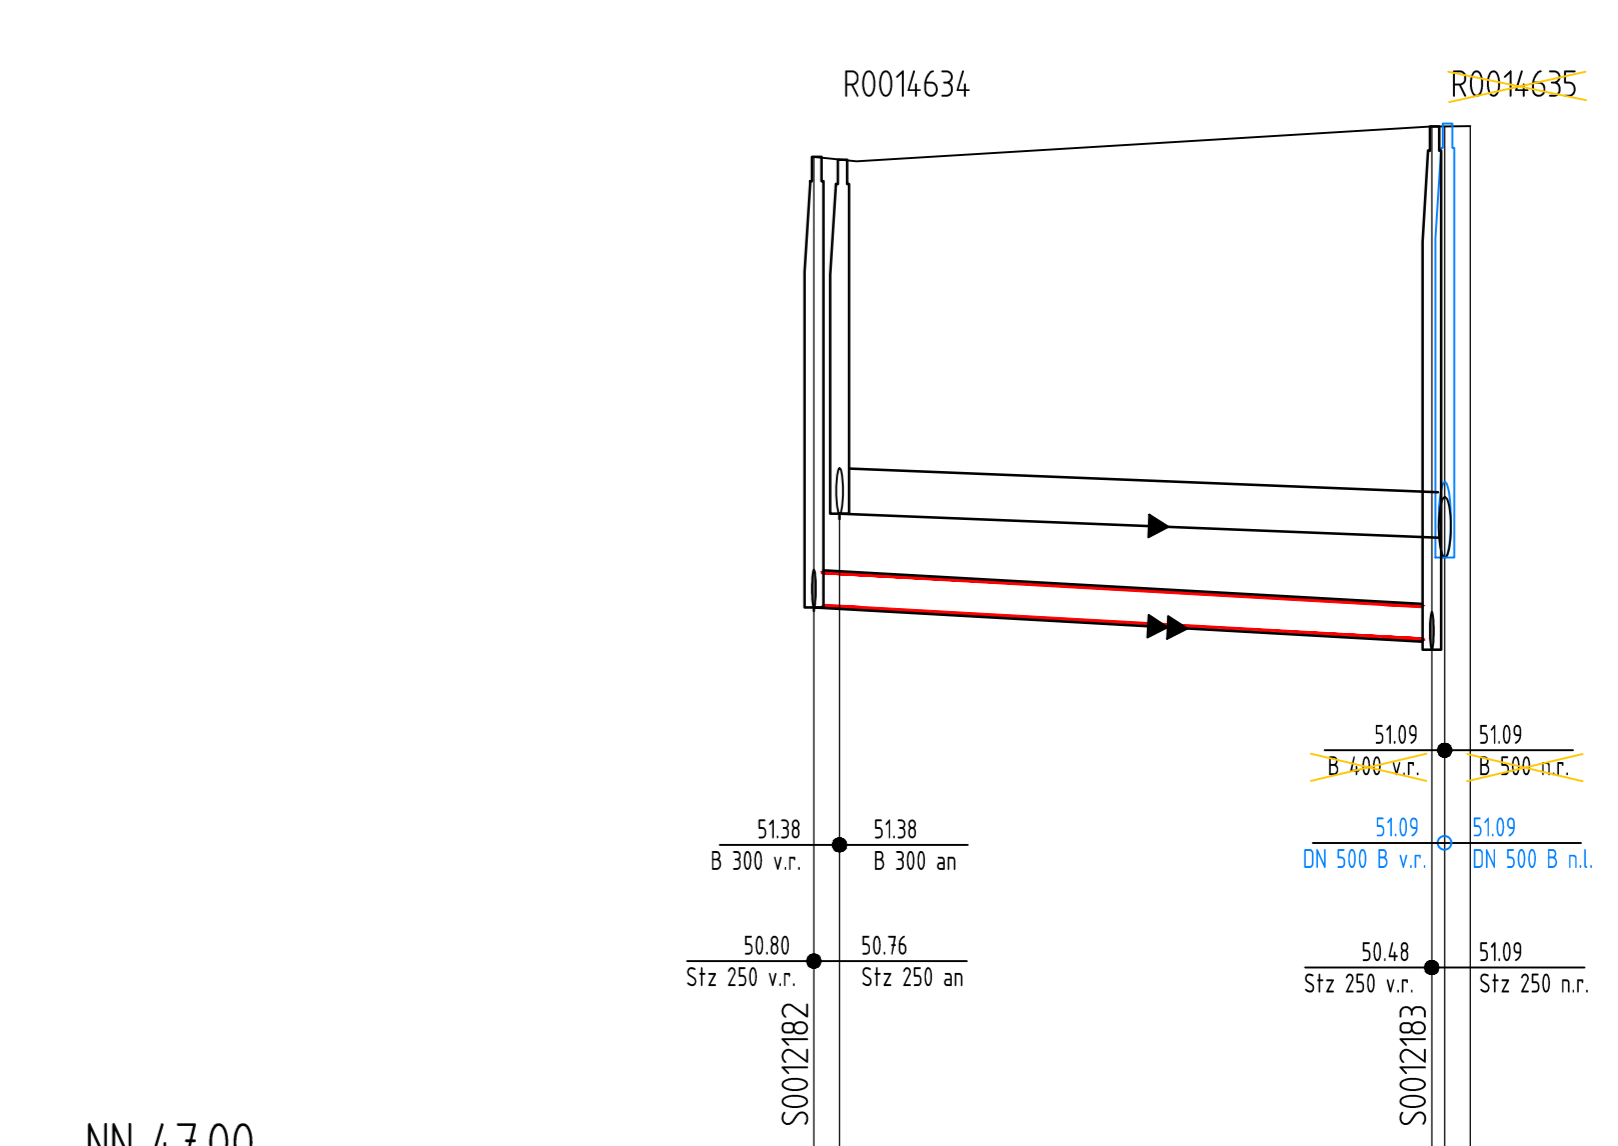 R0014634
R0014635
51.09
51.09
B 400 v.r.
B 500 n.r.
51.38
51.38
B 300 v.r.
B 300 an
51.09
51.09
DN 500 B v.r.
DN 500 B n.l.
50.80
50.76
Stz 250 v.r.
Stz 250 an
50.48
51.09
Stz 250 v.r.
Stz 250 n.r.
S0012182
S0012183
NN 47.00